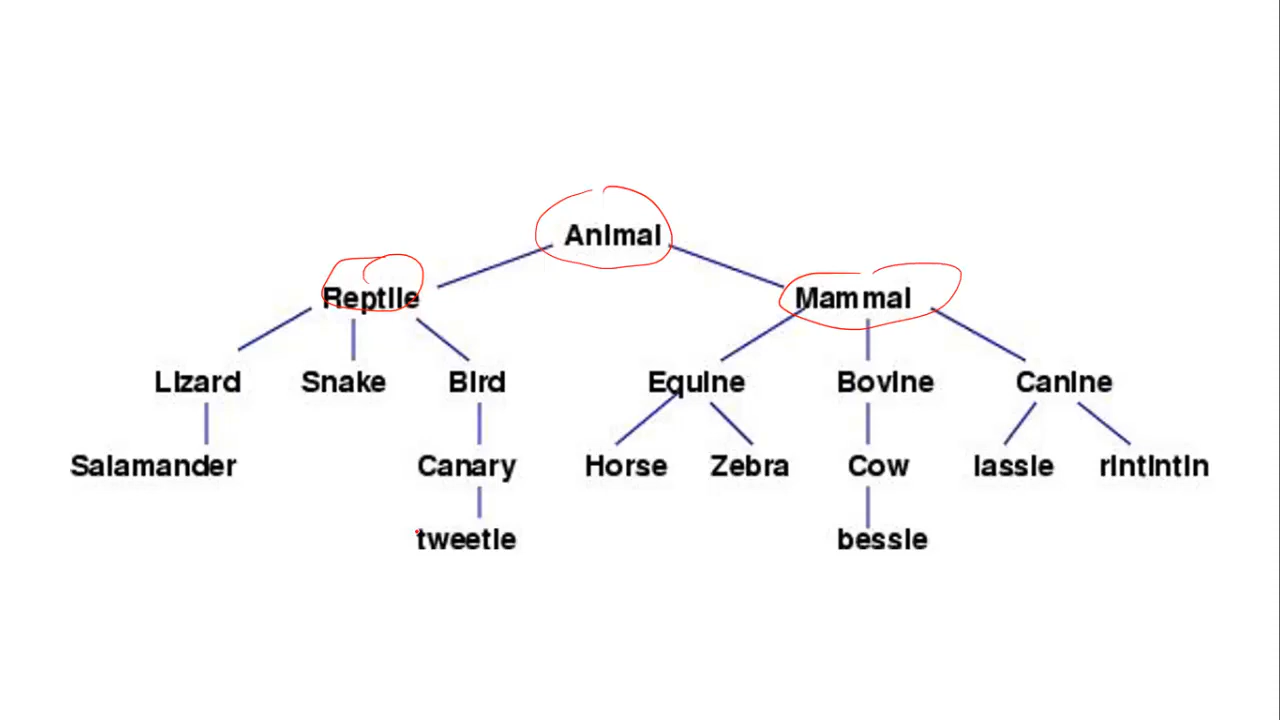 Animal
Reptile Mammal
Lizard Snake Bird Equine Bovine Canine
Salamander Canary Horse Zebra Cow lassie rintintin
tweetie bessie